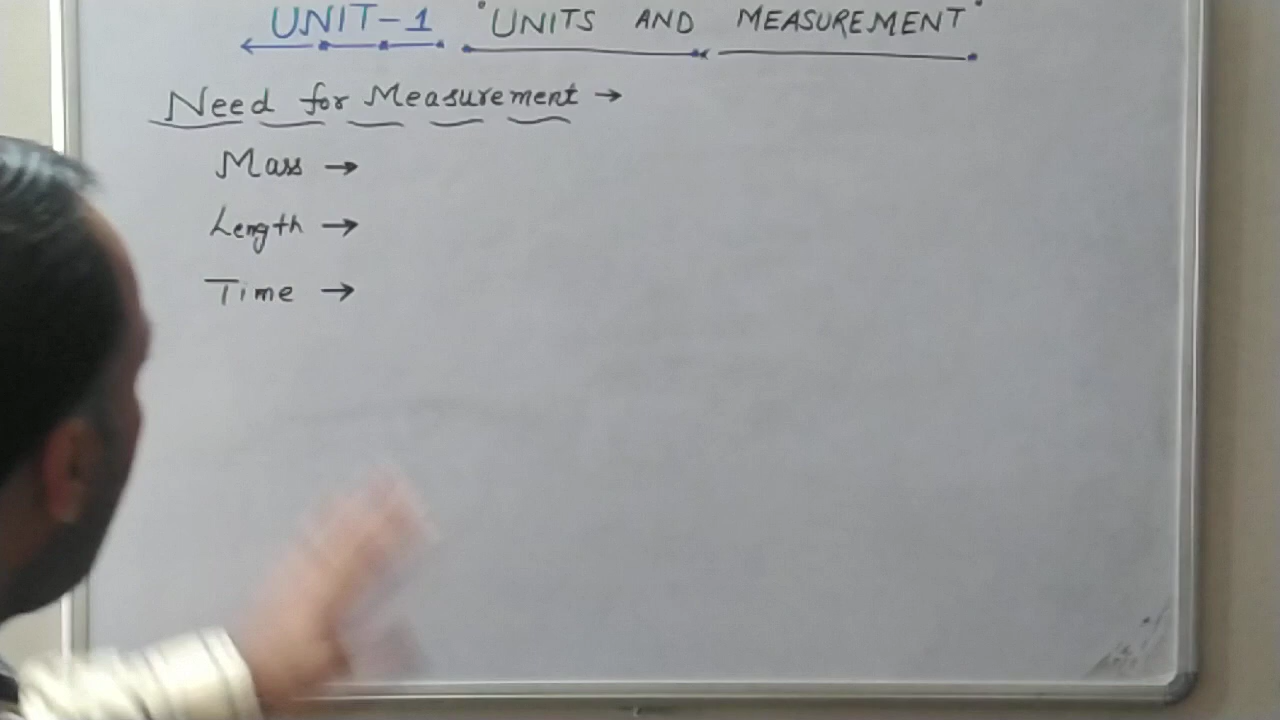 UNIT-1 "UNITS AND MEASUREMENT"
Need for Measurement →
Mass →
Length →
Time →